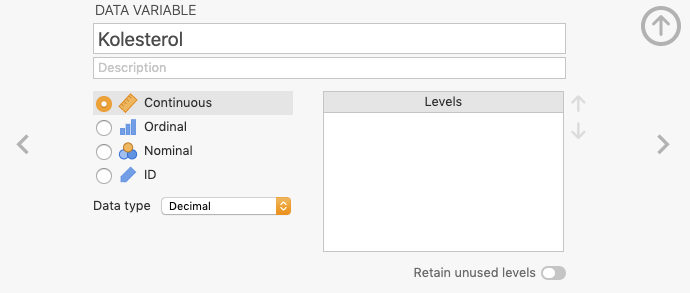 DATA VARIABLE
Kolesterol
Description
Continuous
Ordinal
Nominal
ID
Data type Decimal
Levels
Retain unused levels